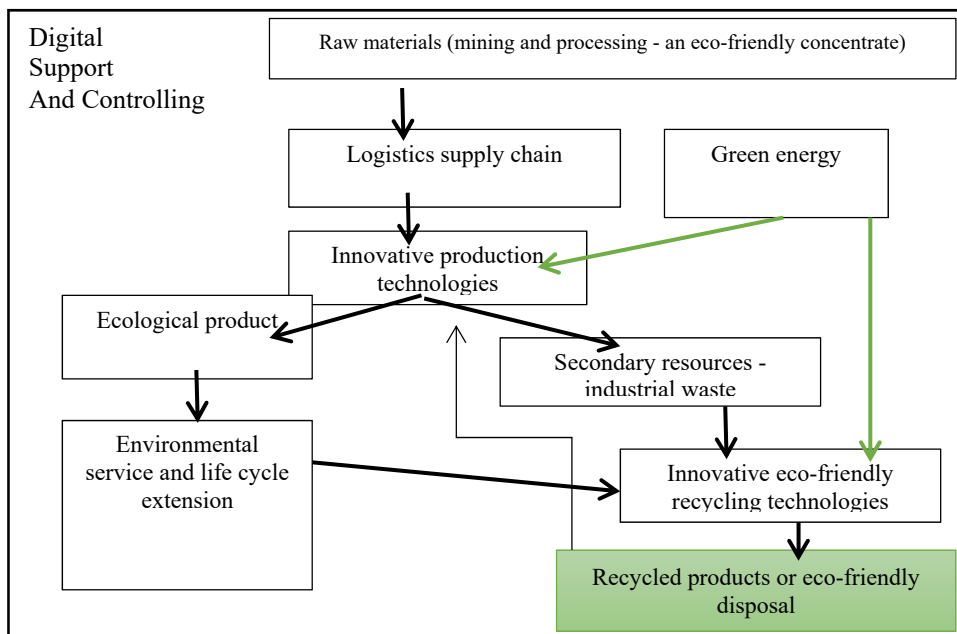 Digital
Support
And Controlling
Raw materials (mining and processing - an eco-friendly concentrate)
Logistics supply chain
Green energy
Innovative production
technologies
Ecological product
Secondary resources -
industrial waste
Environmental
service and life cycle
extension
Innovative eco-friendly
recycling technologies
Recycled products or eco-friendly
disposal